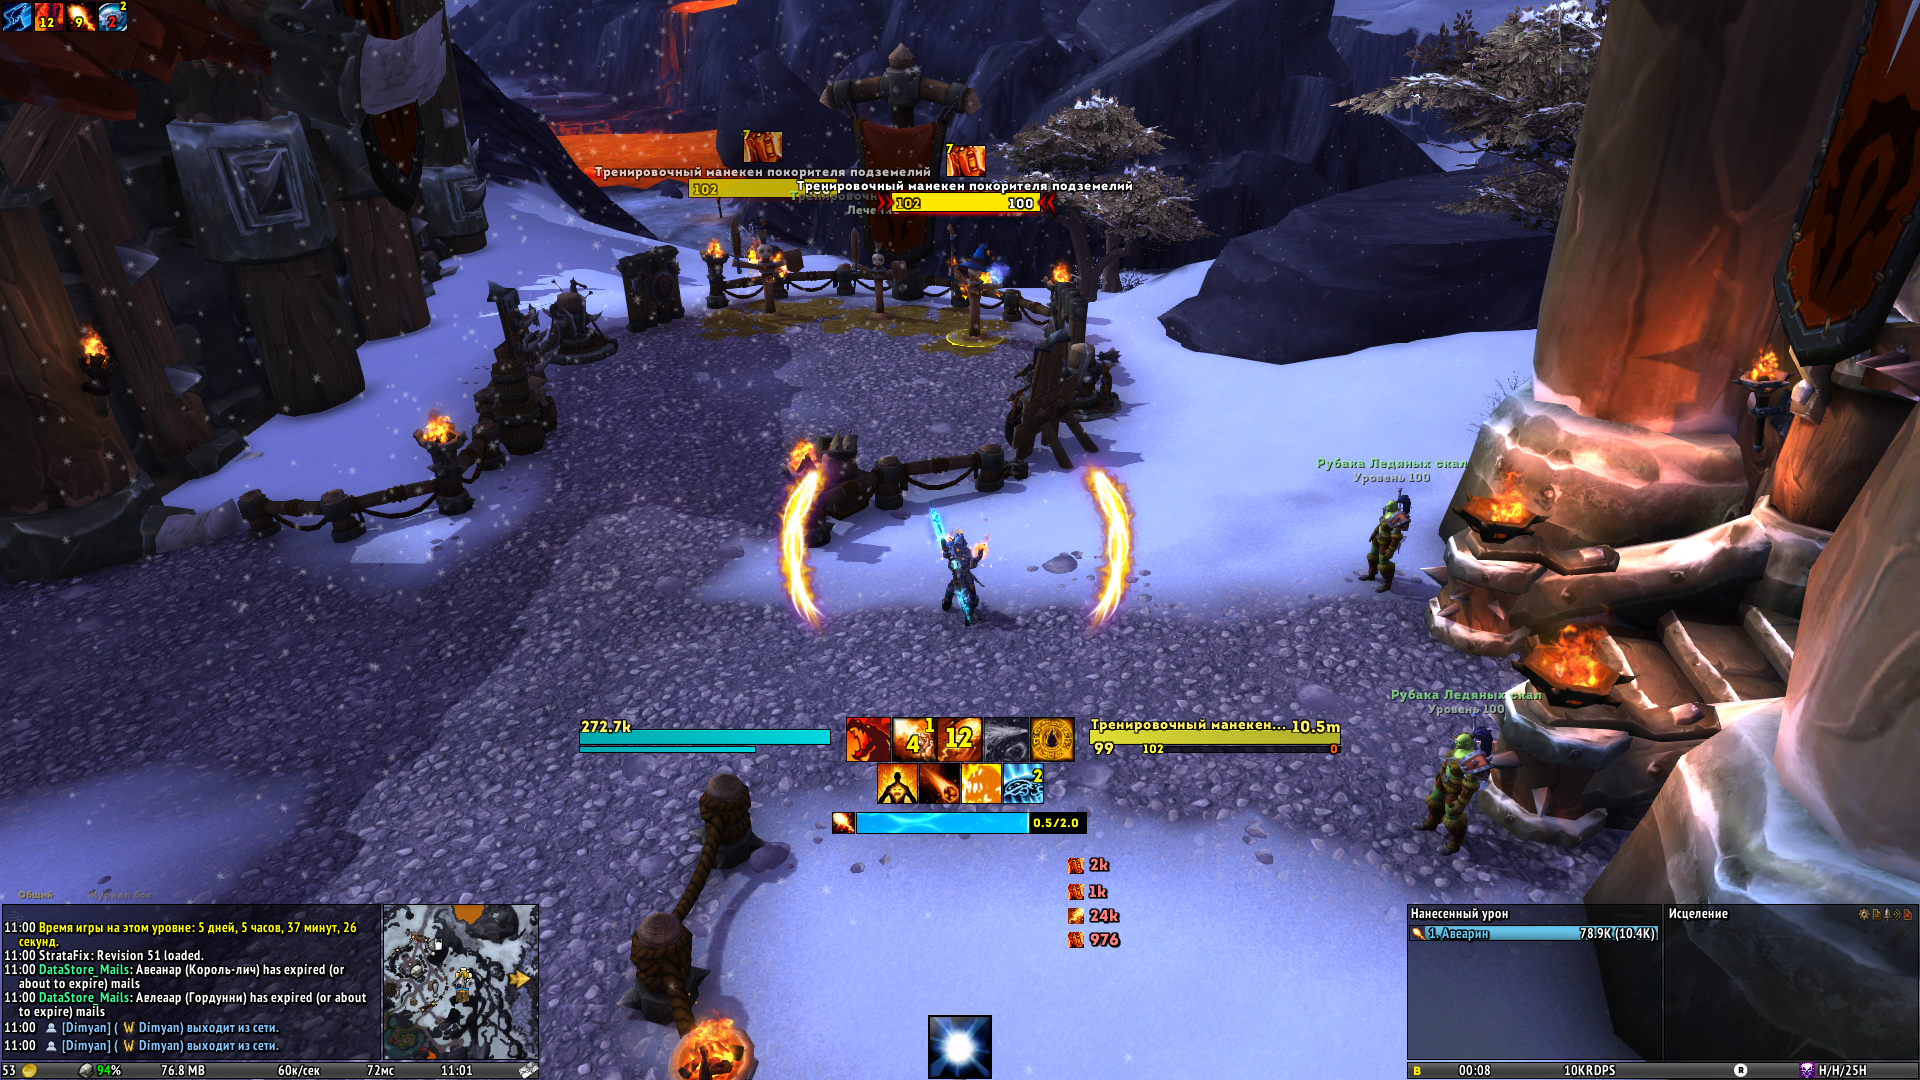 12
9
2
2
7
7
Тренировочный манекен покорителя подземелий
102
Тренировочный манекен покорителя подземелий
102
100
Рубака Ледяных скал
Уровень 100
Рубака Ледяных скал
Уровень 100
272.7k
4
1
12
2
Тренировочный манекен... 10.5m
99
102
0
0.5/2.0
2k
1k
24k
976
Общий
Журнал боя
11:00 Время игры на этом уровне: 5 дней, 5 часов, 37 минут, 26
секунд.
11:00 StrataFix: Revision 51 loaded.
11:00 DataStore_Mails: Авеанар (Король-лич) has expired (or
about to expire) mails
11:00 DataStore_Mails: Авлеаар (Гордунни) has expired (or about
to expire) mails
11:00 [Dimyan] ( W Dimyan) выходит из сети.
11:00 [Dimyan] ( W Dimyan) выходит из сети.
53
94%
76.8 MB
60к/сек
72мс
11:01
Нанесенный урон
1. Авеарин
78.9K (10.4K)
Исцеление
B
00:08
10KRDPS
R
H/H/25H